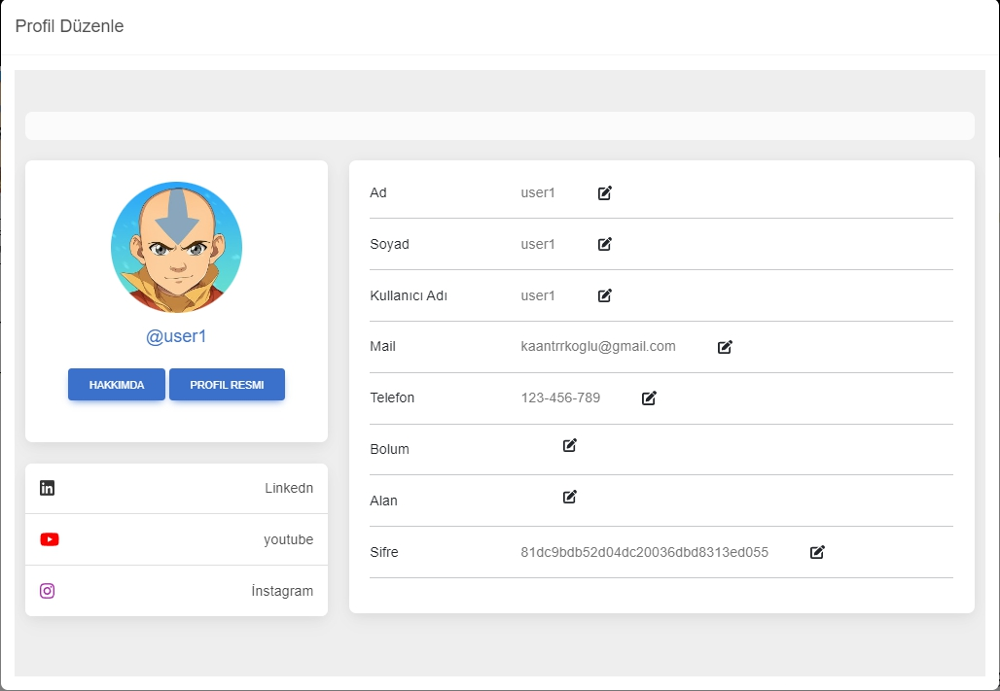 Profil Düzenle
@user1
HAKKIMDA PROFIL RESMI
Linkedn
youtube
İnstagram
Ad user1
Soyad user1
Kullanıcı Adı user1
Mail kaantrrkoglu@gmail.com
Telefon 123-456-789
Bolum
Alan
Sifre 81dc9bdb52d04dc20036dbd8313ed055